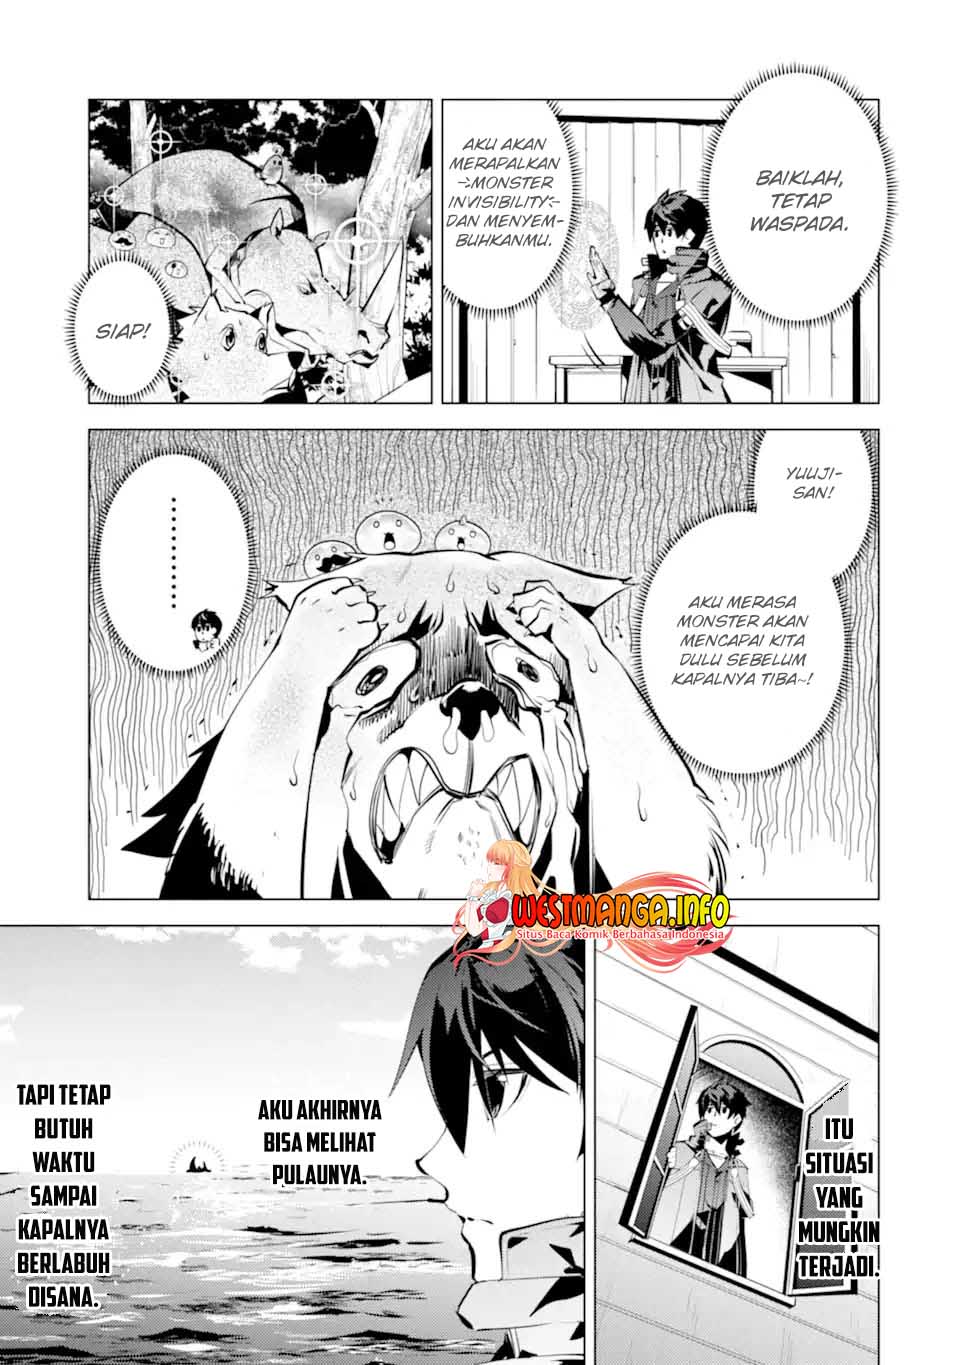 BAIKLAH,
TETAP
WASPADA.
AKU AKAN
MERAPALKAN
->MONSTER
INVISIBILITY<-
DAN MENYEM-
BUHKANMU.
SIAP!
YUUJI-
SAN!
AKU MERASA
MONSTER AKAN
MENCAPAI KITA
DULU SEBELUM
KAPALNYA TIBA~!
.........
WESTMANGA.INFO
Situs Baca Komik Berbahasa Indonesia
ITU
SITUASI
YANG
MUNGKIN
TERJADI.
AKU AKHIRNYA
BISA MELIHAT
PULAUNYA.
TAPI TETAP
BUTUH
WAKTU
SAMPAI
KAPALNYA
BERLABUH
DISANA.